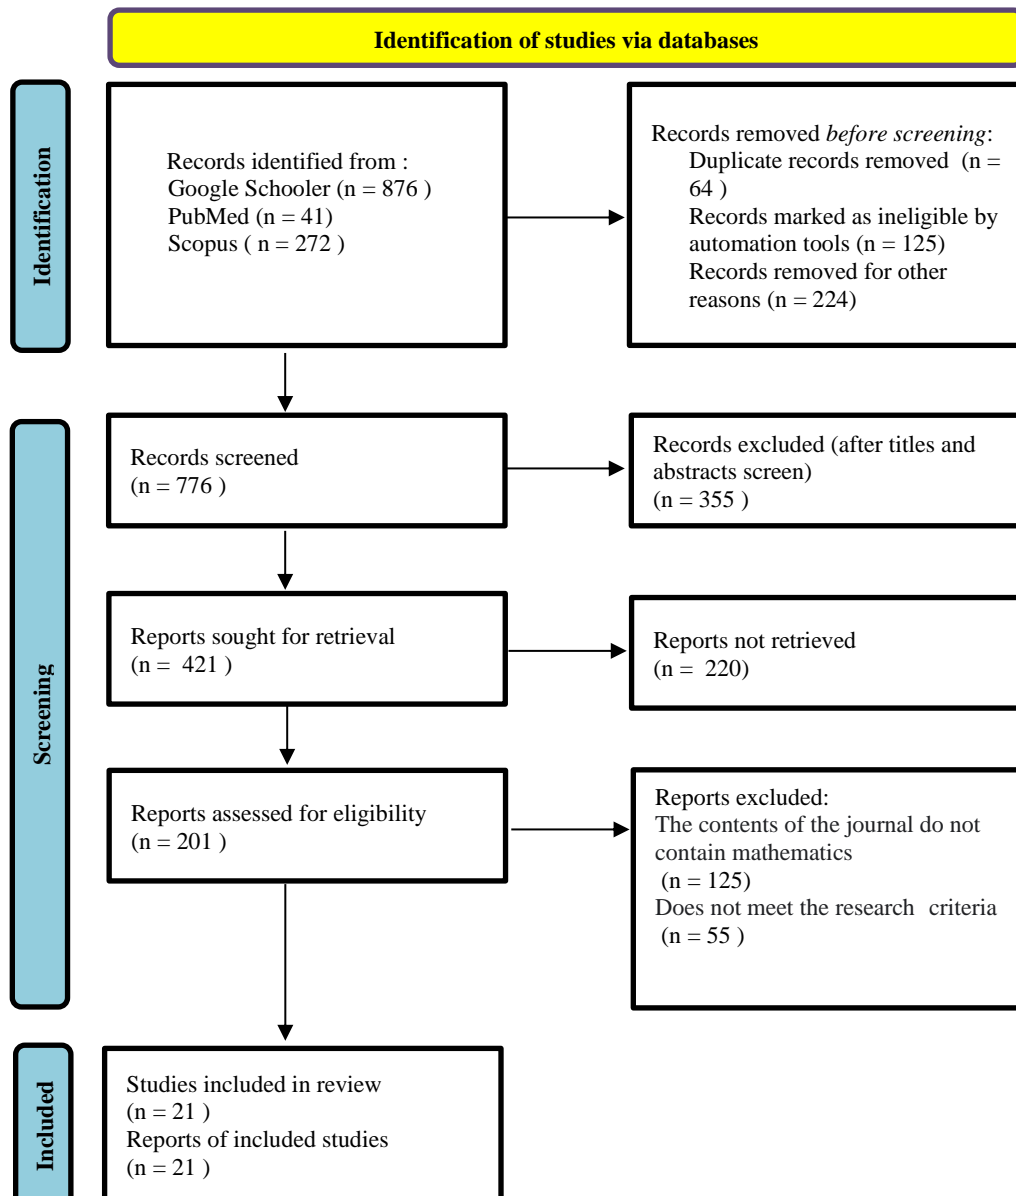 Identification of studies via databases
Identification
Records identified from :
Google Schooler (n = 876 )
PubMed (n = 41)
Scopus ( n = 272 )
Records removed before screening:
Duplicate records removed (n =
64 )
Records marked as ineligible by
automation tools (n = 125)
Records removed for other
reasons (n = 224)
Screening
Records screened
(n = 776 )
Records excluded (after titles and
abstracts screen)
(n = 355 )
Reports sought for retrieval
(n = 421 )
Reports not retrieved
(n = 220)
Reports assessed for eligibility
(n = 201 )
Reports excluded:
The contents of the journal do not
contain mathematics
(n = 125)
Does not meet the research criteria
(n = 55 )
Included
Studies included in review
(n = 21 )
Reports of included studies
(n = 21 )